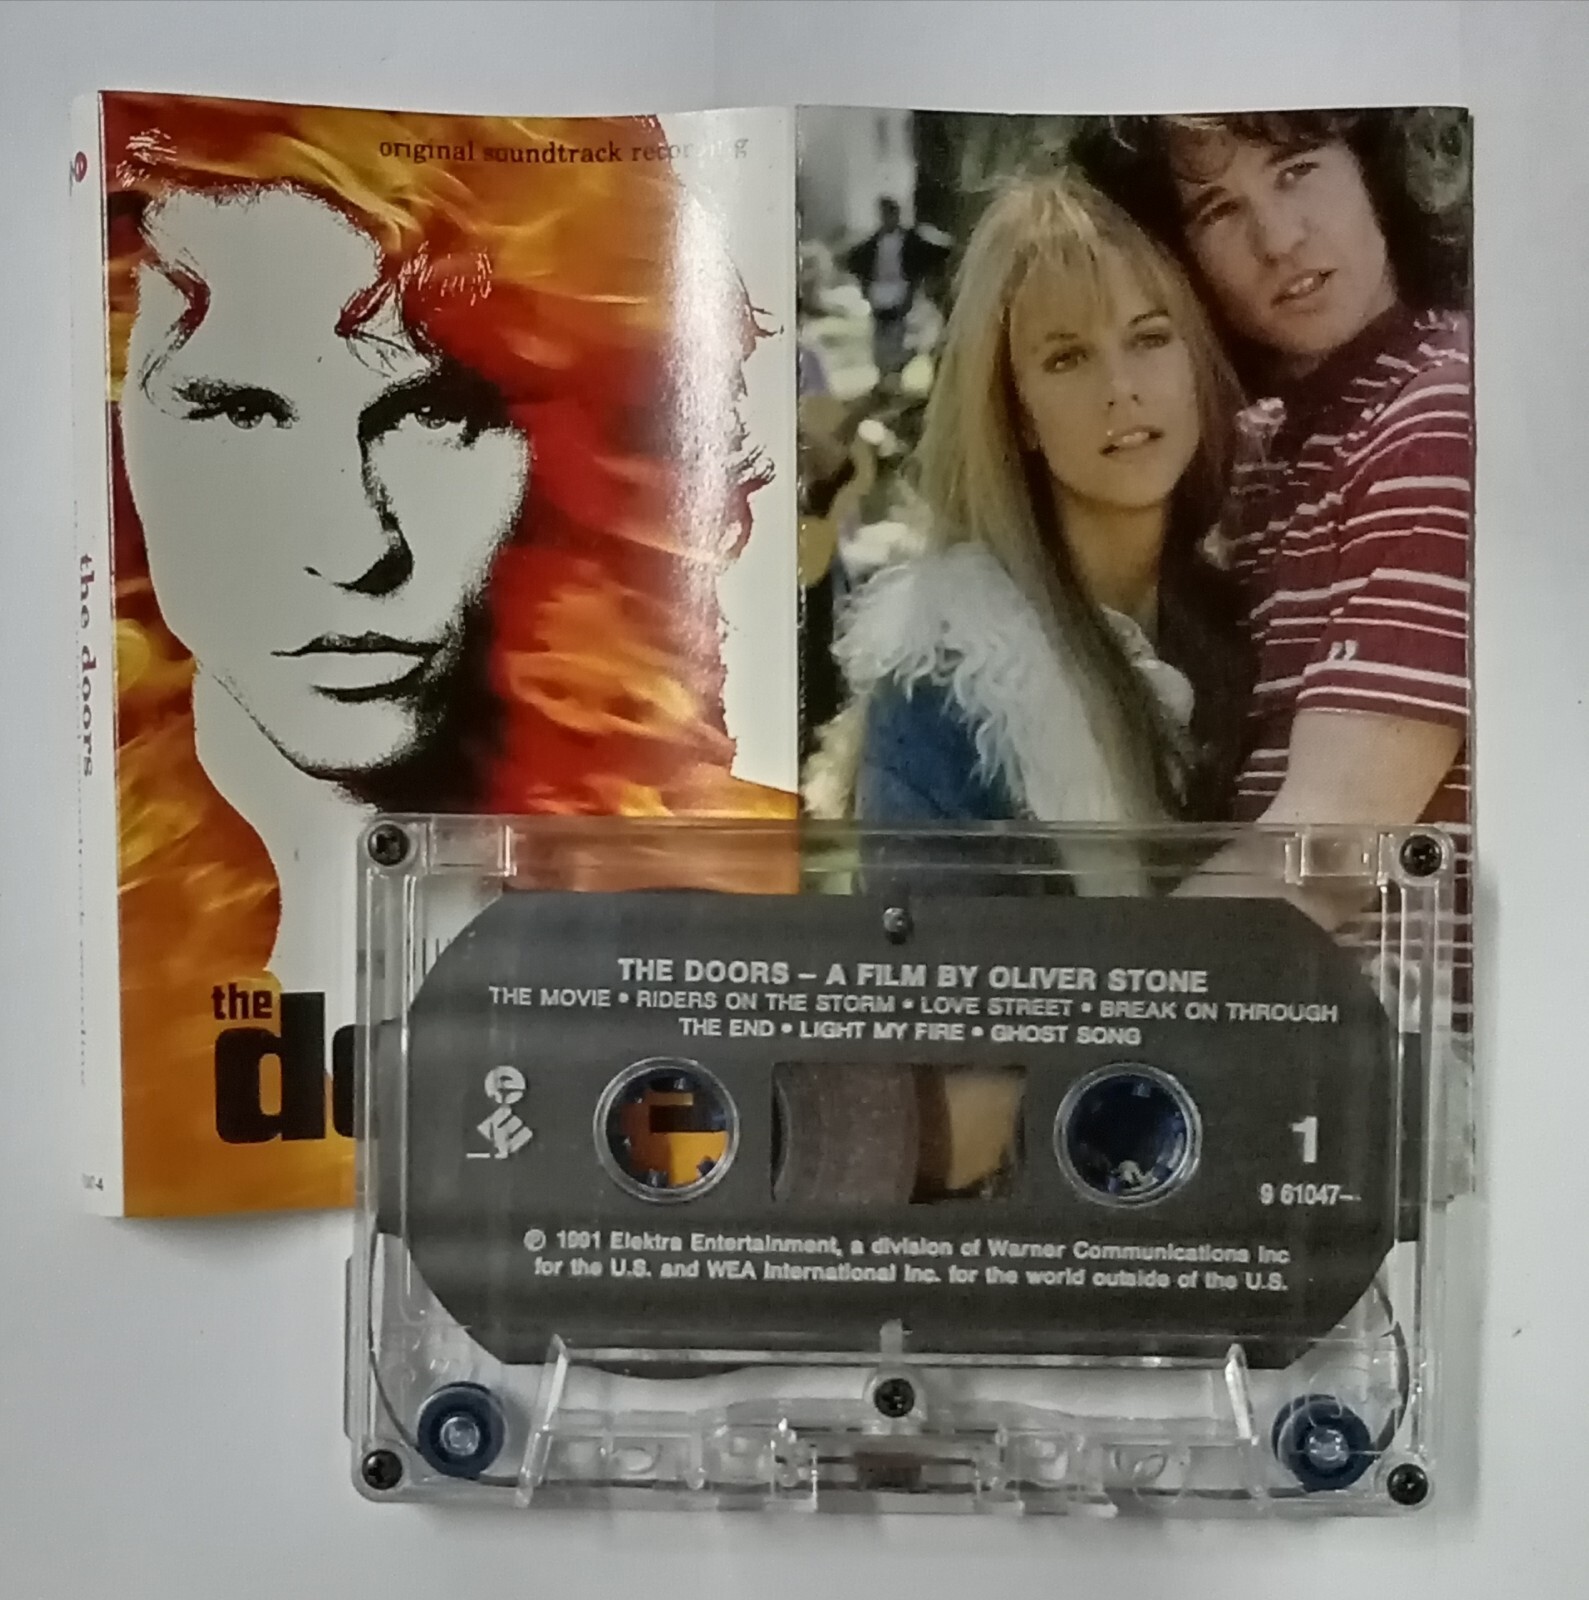 original soundtrack recording
the doors
the
THE DOORS – A FILM BY OLIVER STONE
THE MOVIE • RIDERS ON THE STORM • LOVE STREET • BREAK ON THROUGH
THE END • LIGHT MY FIRE • GHOST SONG
1
9 61047–
℗ 1991 Elektra Entertainment, a division of Warner Communications Inc
for the U.S. and WEA International Inc. for the world outside of the U.S.